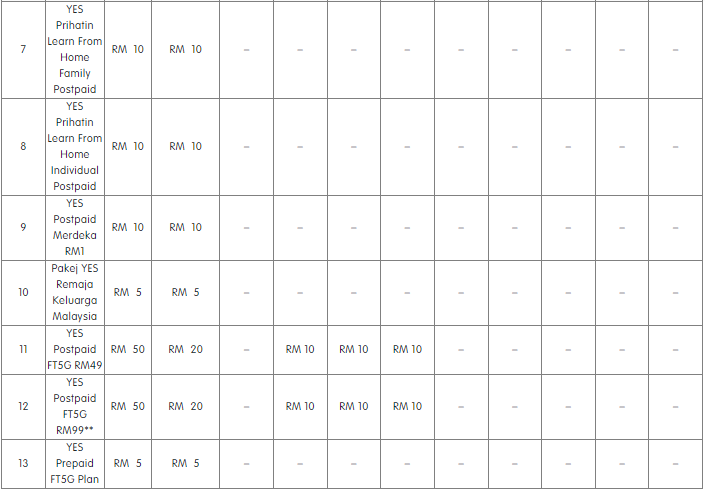 7 YES Prihatin Learn From Home Family Postpaid RM 10 RM 10 – – – – – – – – –
8 YES Prihatin Learn From Home Individual Postpaid RM 10 RM 10 – – – – – – – – –
9 YES Postpaid Merdeka RM1 RM 10 RM 10 – – – – – – – – –
10 Pakej YES Remaja Keluarga Malaysia RM 5 RM 5 – – – – – – – – –
11 YES Postpaid FT5G RM49 RM 50 RM 20 – RM 10 RM 10 RM 10 – – – – –
12 YES Postpaid FT5G RM99** RM 50 RM 20 – RM 10 RM 10 RM 10 – – – – –
13 YES Prepaid FT5G Plan RM 5 RM 5 – – – – – – – – –